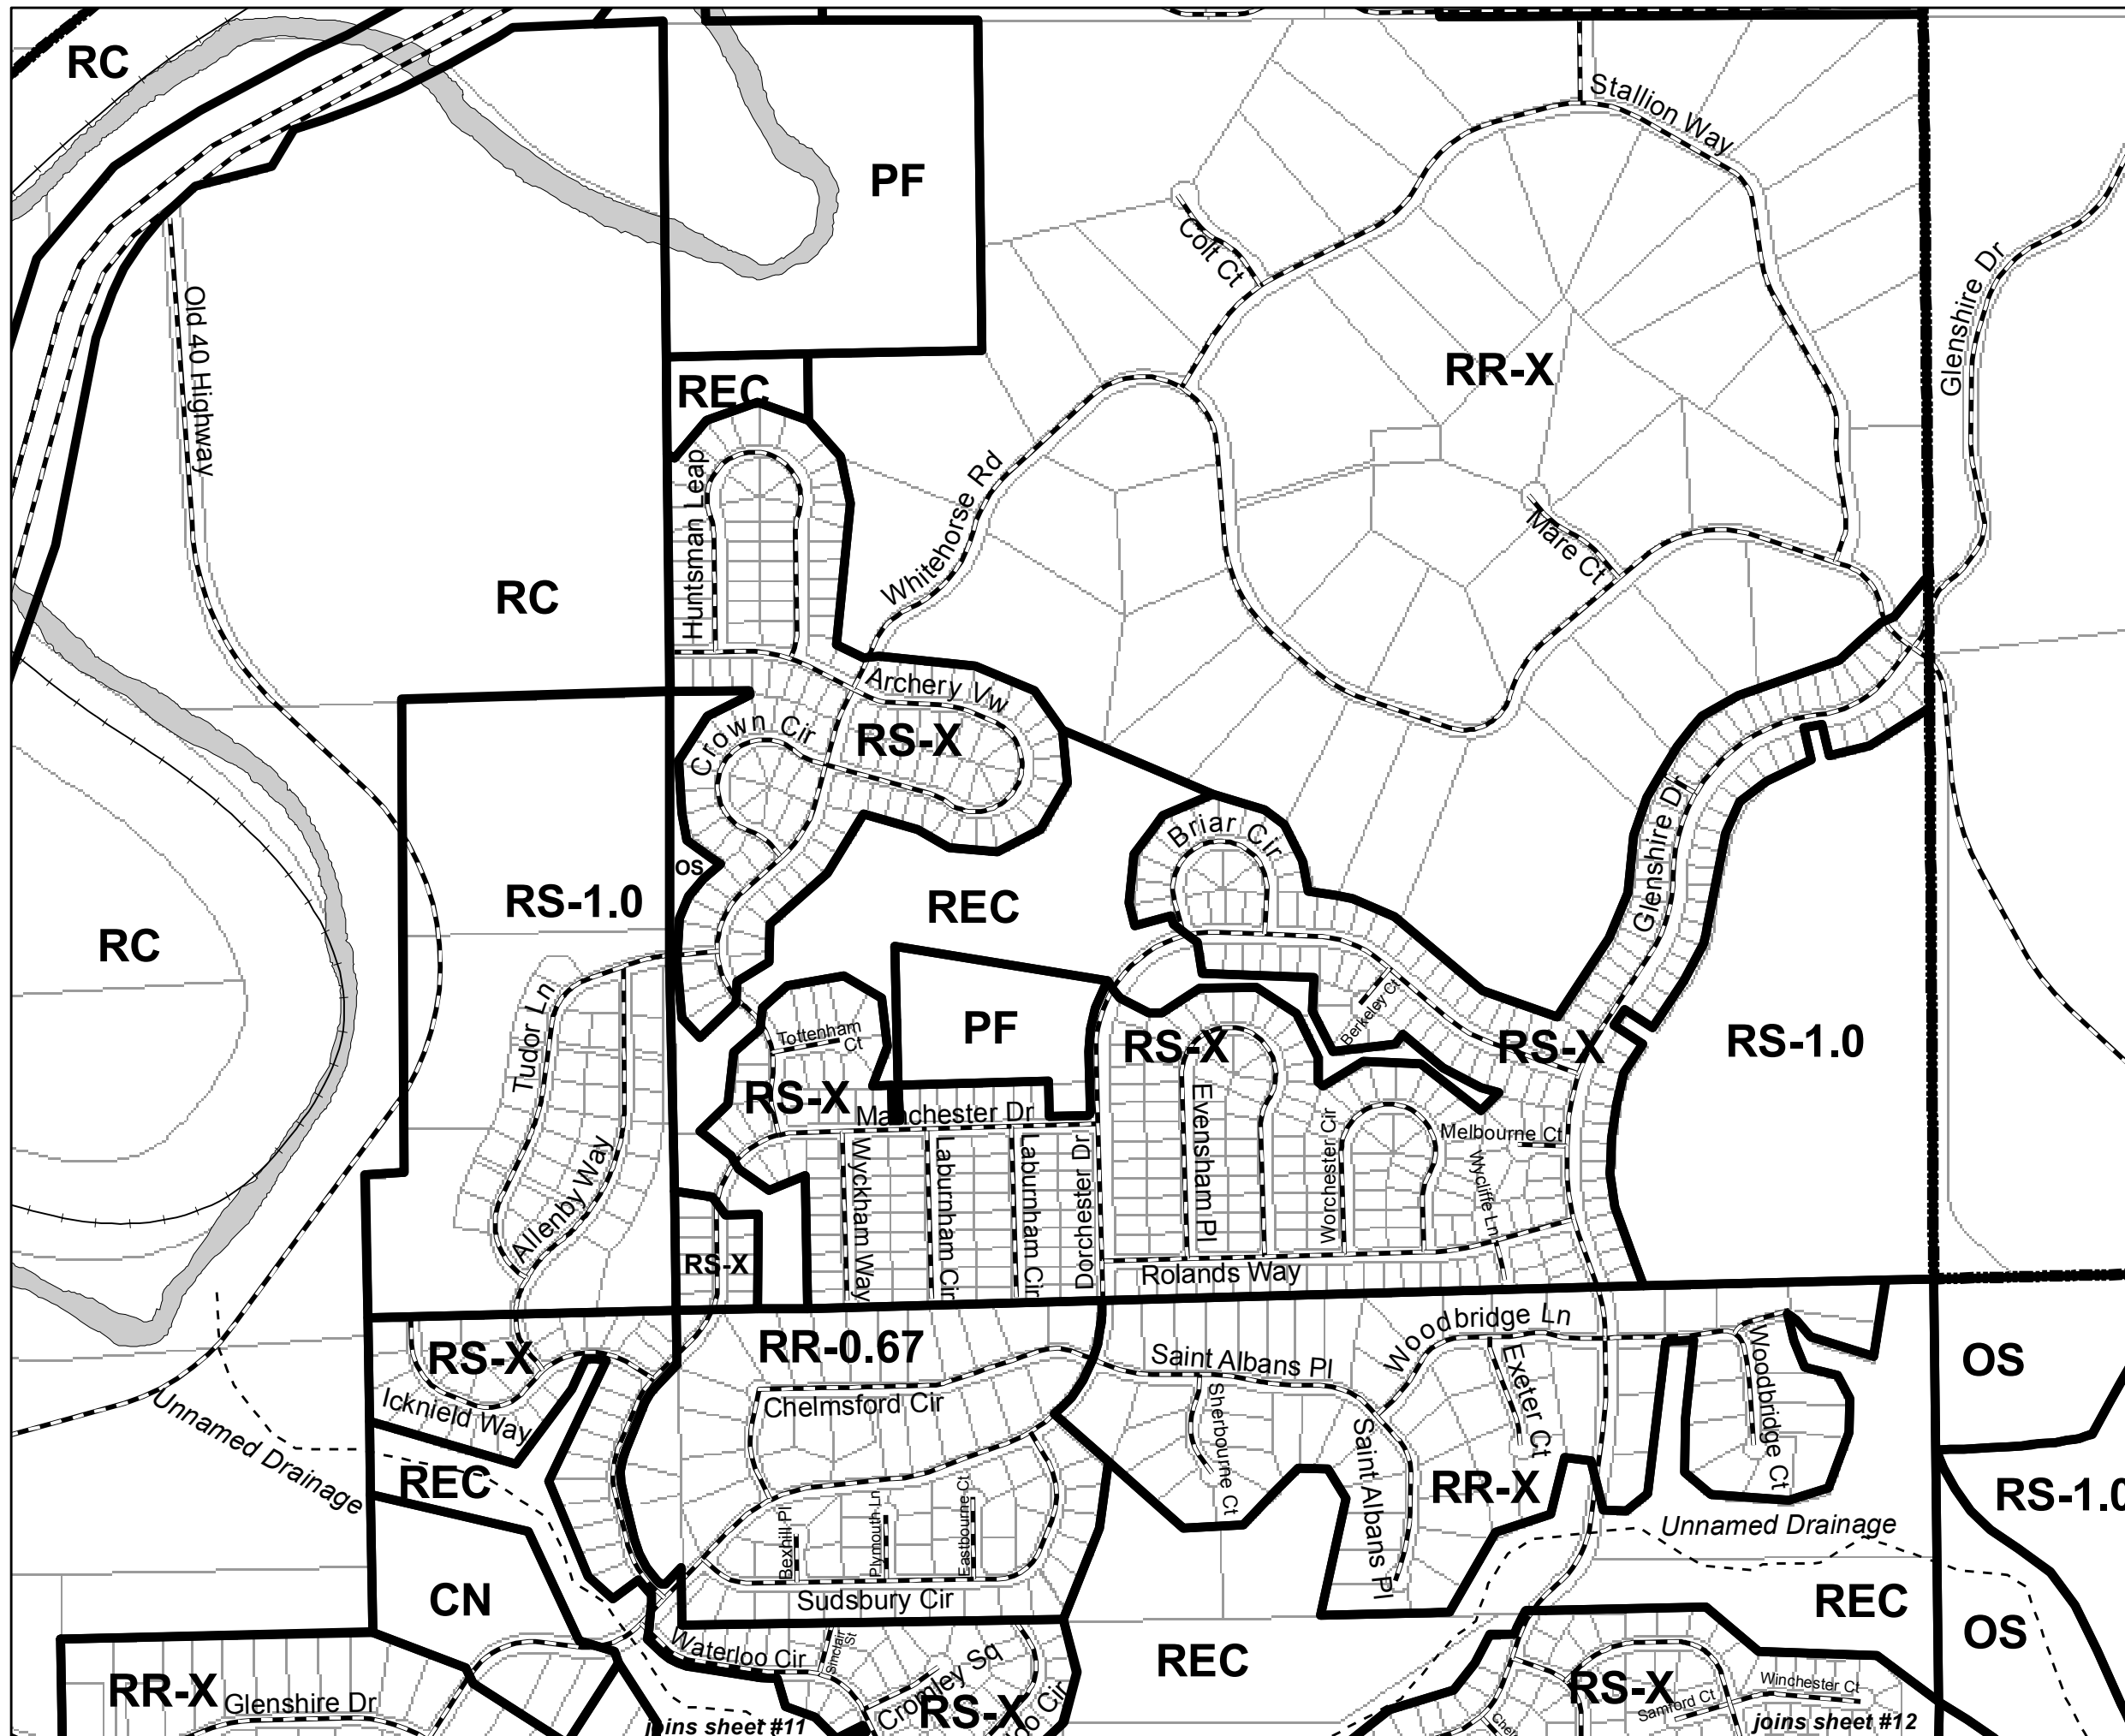 RC
Stallion Way
PF
Colt Ct
Glenshire Dr
Old 40 Highway
RR-X
REC
Huntsman Leap
Whitehorse Rd
Mare Ct
RC
Archery Vw
Crown Cir
RS-X
Briar Cir
Glenshire Dr
OS
RS-1.0
REC
RC
Berkeley Ct
Tudor Ln
Tottenham
Ct
PF
RS-X
RS-X
RS-1.0
RS-X
Manchester Dr
Evensham Pl
Worchester Cir
Melbourne Ct
Wycliffe Ln
Allenby Way
Wyckham Way
Laburnham Cir
Laburnham Cir
Dorchester Dr
RS-X
Rolands Way
RR-0.67
Woodbridge Ln
RS-X
Saint Albans Pl
Exeter Ct
Woodbridge Ct
OS
Icknield Way
Chelmsford Cir
Sherbourne Ct
Saint Albans Pl
Unnamed Drainage
REC
RR-X
RS-1.0
Bexhill Pl
Plymouth Ln
Eastbourne Ct
Unnamed Drainage
CN
Sudsbury Cir
REC
OS
Waterloo Cir
Sinclair
St
Cromley Sq
REC
RR-X
Glenshire Dr
RS-X
oo Cir
RS-X
Winchester Ct
Samford Ct
Chel
joins sheet #11
joins sheet #12